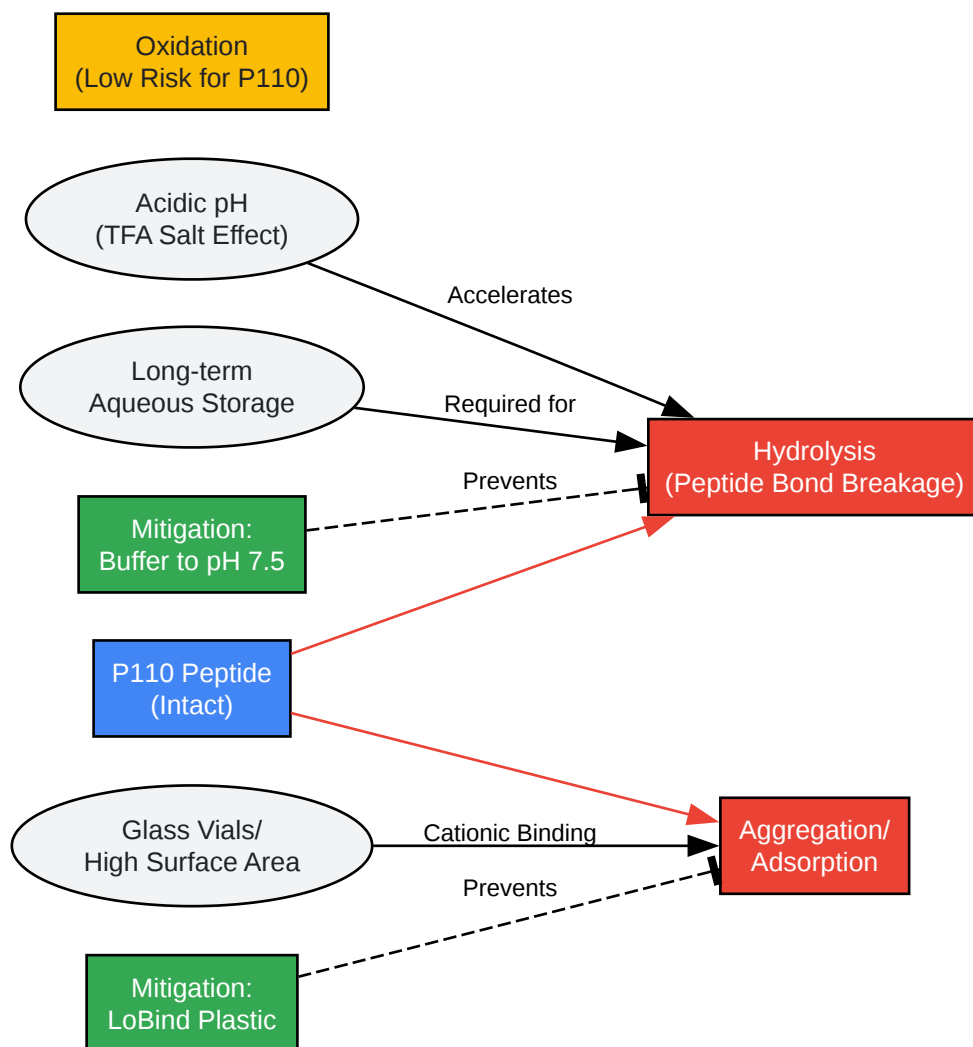 Oxidation
(Low Risk for P110)
Acidic pH
(TFA Salt Effect)
Accelerates
Long-term
Aqueous Storage
Required for
Hydrolysis
(Peptide Bond Breakage)
Prevents
Mitigation:
Buffer to pH 7.5
P110 Peptide
(Intact)
Glass Vials/
High Surface Area
Cationic Binding
Aggregation/
Adsorption
Prevents
Mitigation:
LoBind Plastic